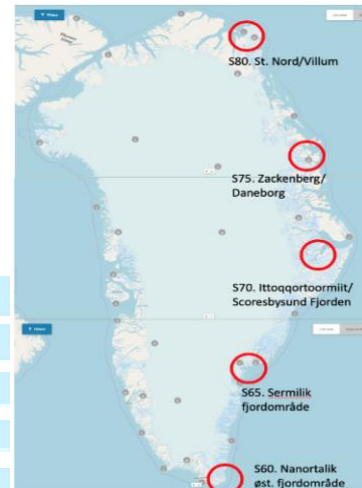 S80. St. Nord/Villum
S75. Zackenberg/
Daneborg
S70. Ittoqqortoormiit/
Scoresbysund Fjorden
S65. Sermilik
fjordområde
S60. Nanortalik
øst. fjordområde